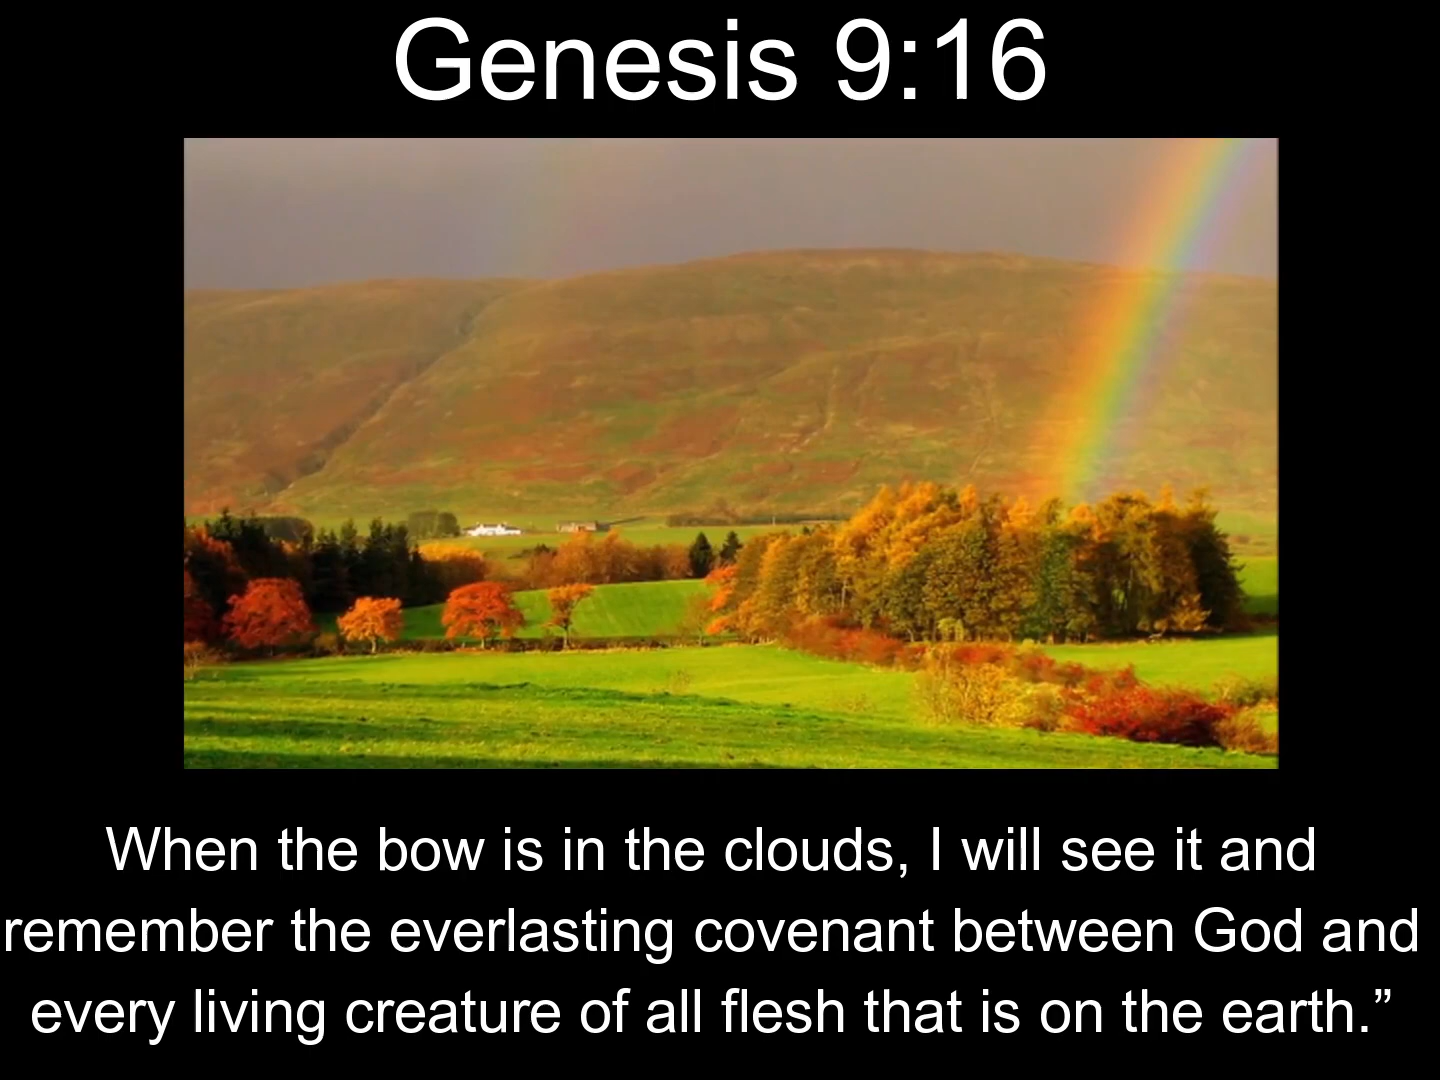 Genesis 9:16
When the bow is in the clouds, I will see it and
remember the everlasting covenant between God and
every living creature of all flesh that is on the earth.”